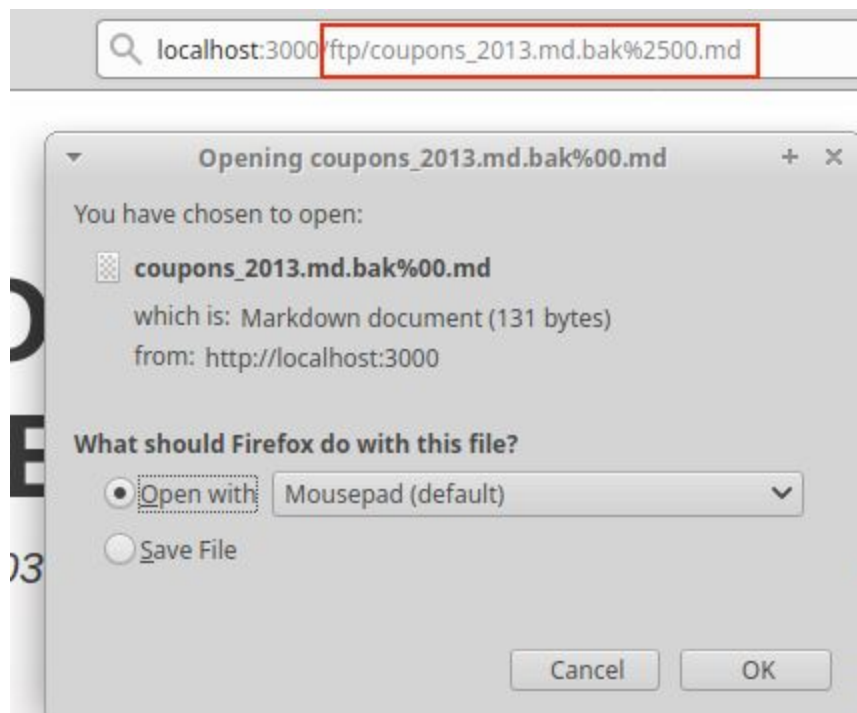 localhost:3000/ftp/coupons_2013.md.bak%2500.md
Opening coupons_2013.md.bak%00.md
You have chosen to open:
coupons_2013.md.bak%00.md
which is: Markdown document (131 bytes)
from: http://localhost:3000
What should Firefox do with this file?
Open with Mousepad (default)
Save File
03
Cancel OK